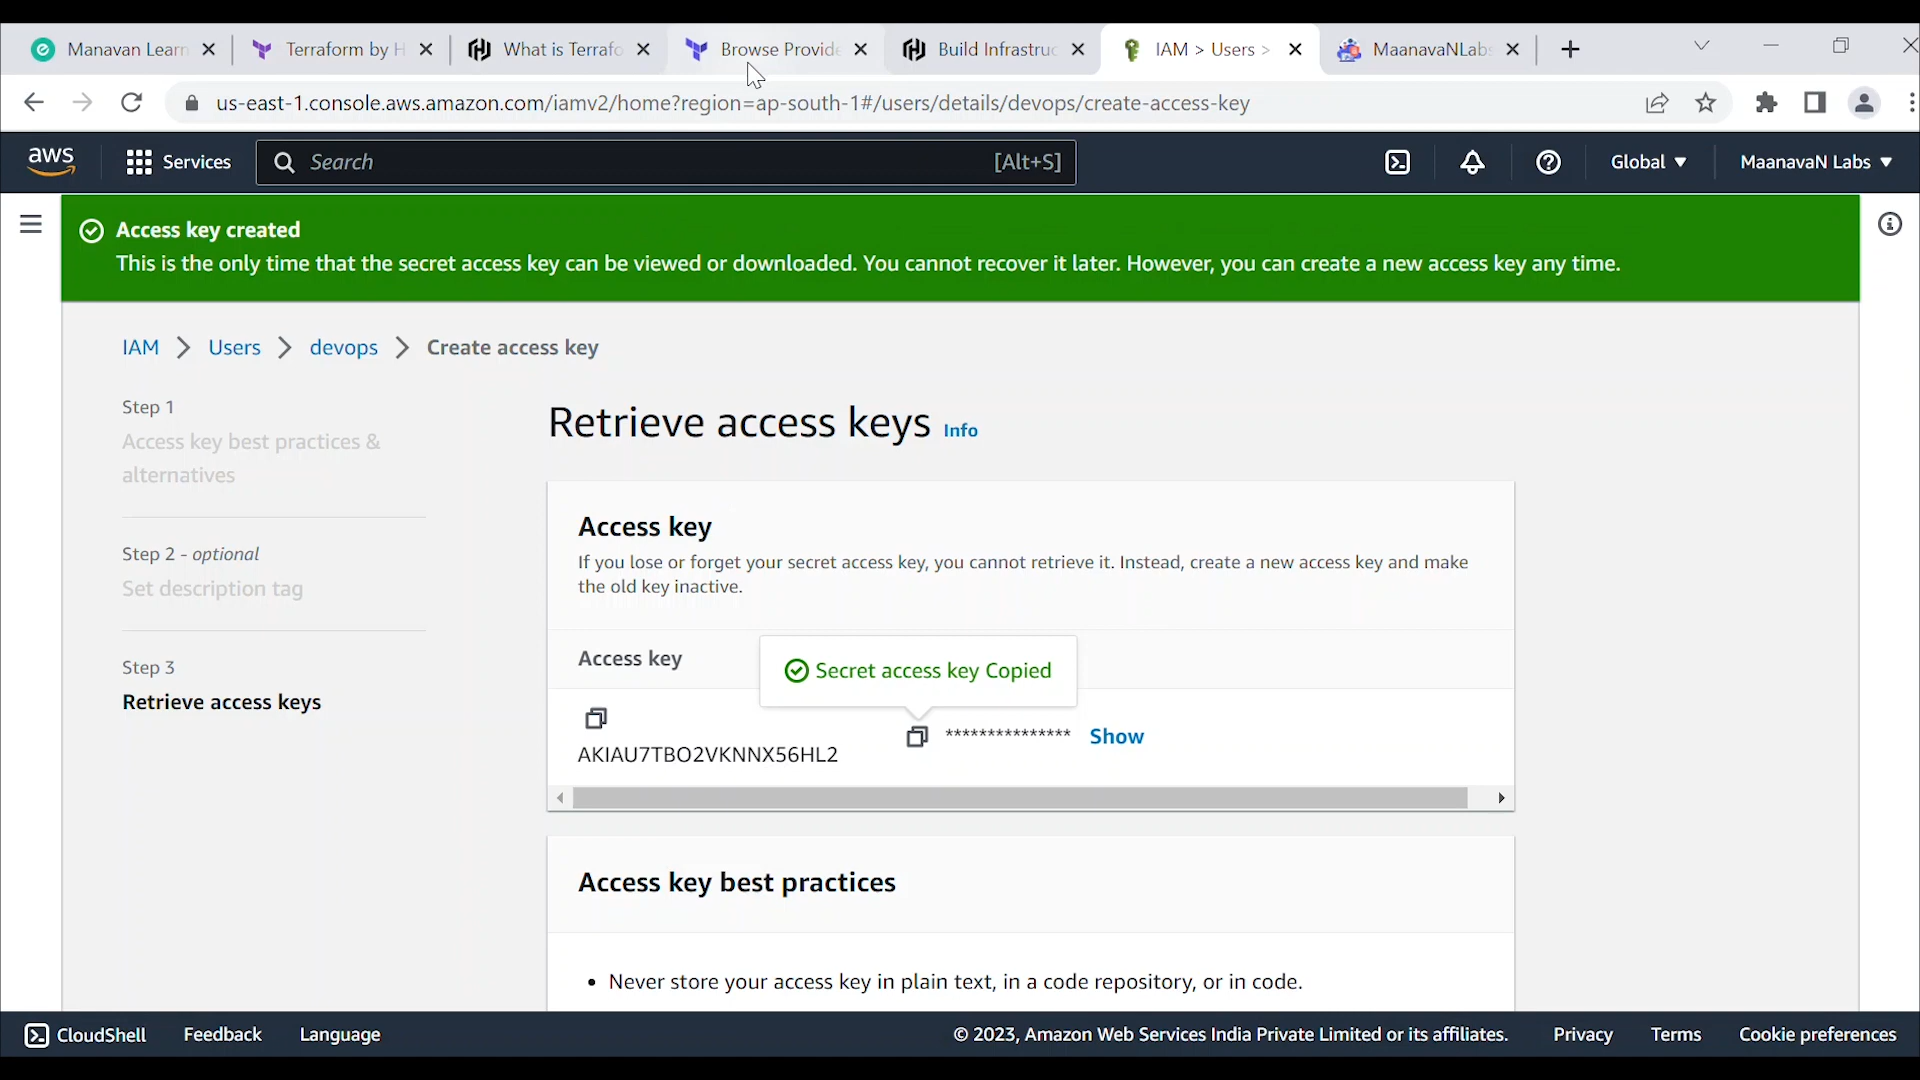 Manavan Learn
Terraform by H
What is Terrafo
Browse Provide
Build Infrastruc
IAM > Users >
MaanavaNLabs
us-east-1.console.aws.amazon.com/iamv2/home?region=ap-south-1#/users/details/devops/create-access-key
aws
Services
Search
[Alt+S]
Global
MaanavaN Labs
Access key created
This is the only time that the secret access key can be viewed or downloaded. You cannot recover it later. However, you can create a new access key any time.
IAM > Users > devops > Create access key
Step 1
Access key best practices &
alternatives
Step 2 - optional
Set description tag
Step 3
Retrieve access keys
Retrieve access keys Info
Access key
If you lose or forget your secret access key, you cannot retrieve it. Instead, create a new access key and make
the old key inactive.
Access key
Secret access key Copied
AKIAU7TBO2VKNNX56HL2
*************** Show
Access key best practices
• Never store your access key in plain text, in a code repository, or in code.
CloudShell
Feedback
Language
© 2023, Amazon Web Services India Private Limited or its affiliates.
Privacy
Terms
Cookie preferences